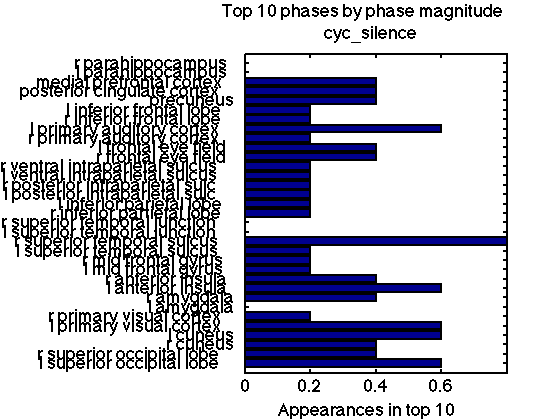 Top 10 phases by phase magnitude
cyc_silence
r parahippocampus
l parahippocampus
medial prefrontal cortex
posterior cingulate cortex
precuneus
l inferior frontal lobe
r inferior frontal lobe
l primary auditory cortex
r primary auditory cortex
l frontal eye field
r frontal eye field
r ventral intraparietal sulcus
l ventral intraparietal sulcus
r posterior intraparietal sulc
l posterior intraparietal sulc
l inferior parietal lobe
r inferior partietal lobe
r superior temporal junction
l superior temporal junction
r superior temporal sulcus
l superior temporal sulcus
r mid frontal gyrus
l mid frontal gyrus
r anterior insula
l anterior insula
r amygdala
l amygdala
r primary visual cortex
l primary visual cortex
l cuneus
r cuneus
r superior occipital lobe
l superior occipital lobe
0 0.2 0.4 0.6 0.8
Appearances in top 10